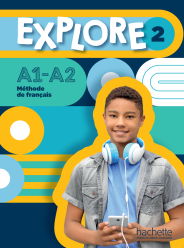 EXPLORE 2
A1-A2
Méthode
de français
hachette